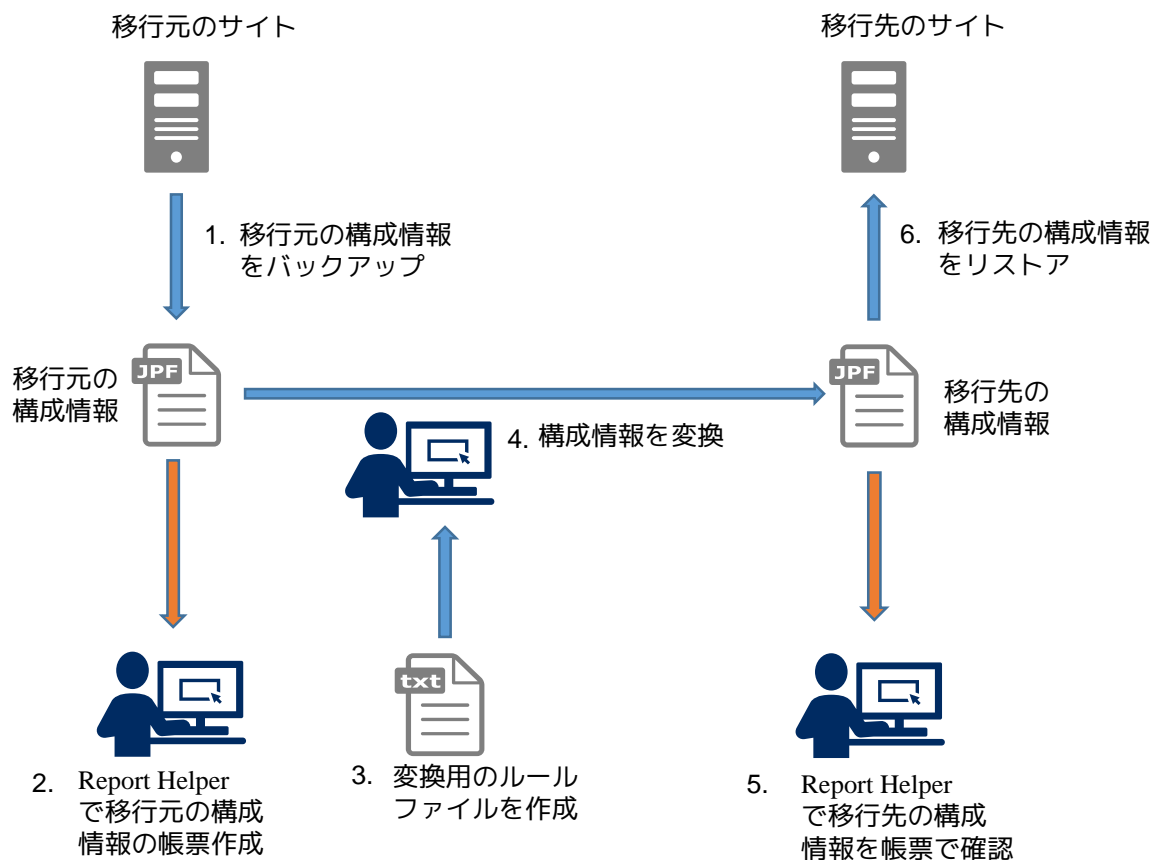 移行元のサイト
移行先のサイト
1. 移行元の構成情報
をバックアップ
6. 移行先の構成情報
をリストア
移行元の
構成情報
JPF
JPF
移行先の
構成情報
4. 構成情報を変換
txt
2. Report Helper
で移行元の構成
情報の帳票作成
3. 変換用のルール
ファイルを作成
5. Report Helper
で移行先の構成
情報を帳票で確認